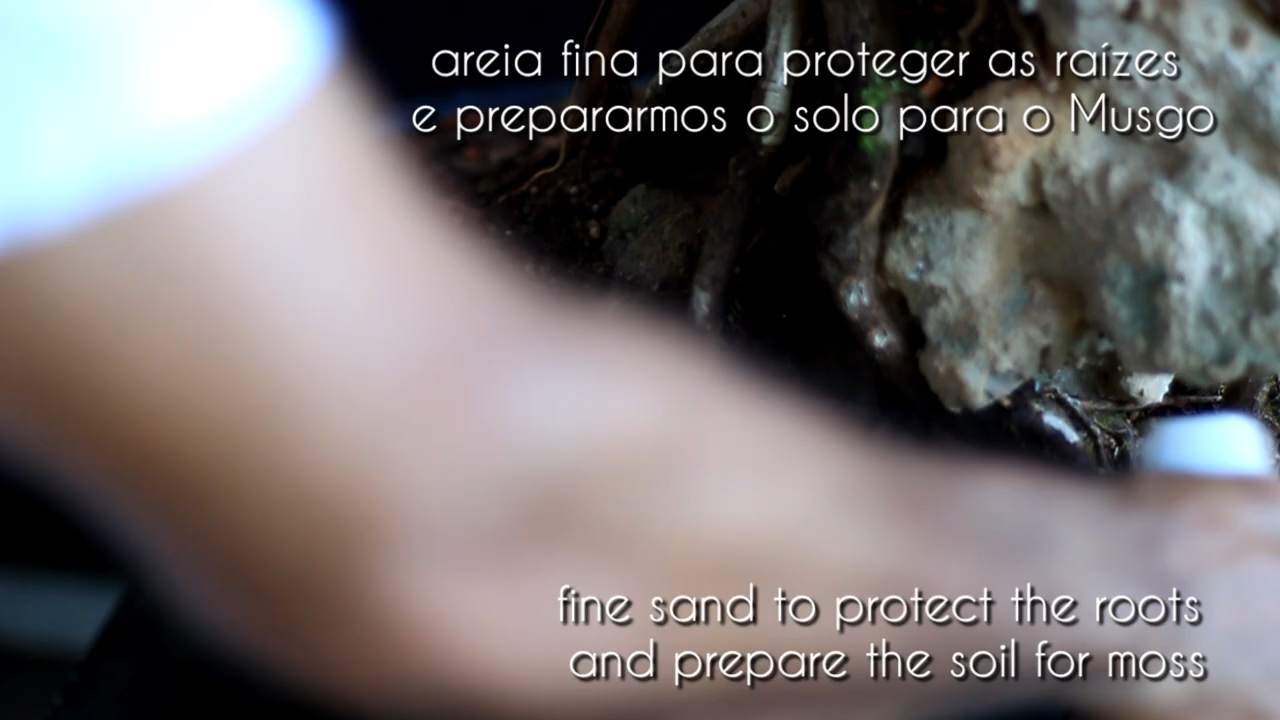 areia fina para proteger as raízes
e prepararmos o solo para o Musgo
fine sand to protect the roots
and prepare the soil for moss